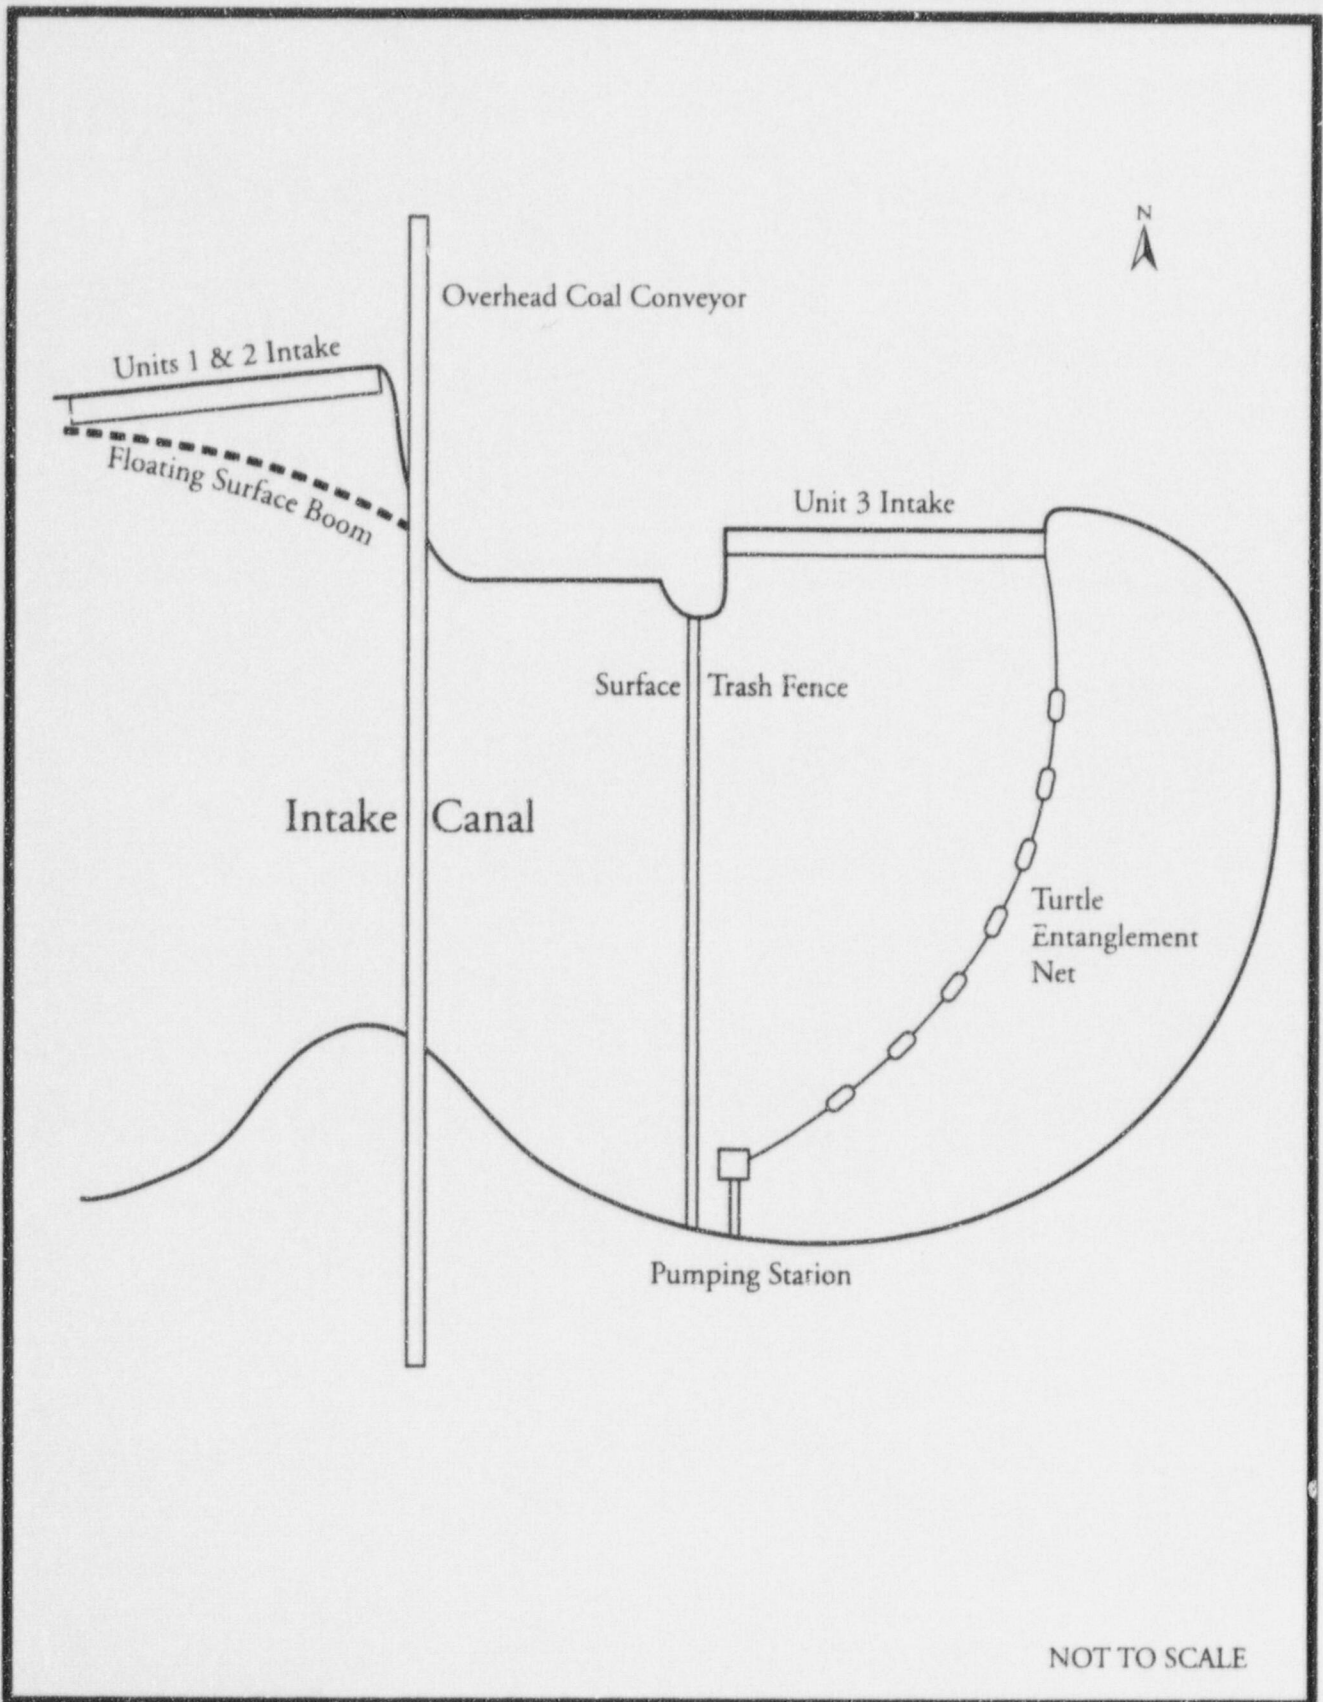 N
Overhead Coal Conveyor
Units 1 & 2 Intake
Floating Surface Boom
Unit 3 Intake
Surface Trash Fence
Intake Canal
Turtle
Entanglement
Net
Pumping Station
NOT TO SCALE